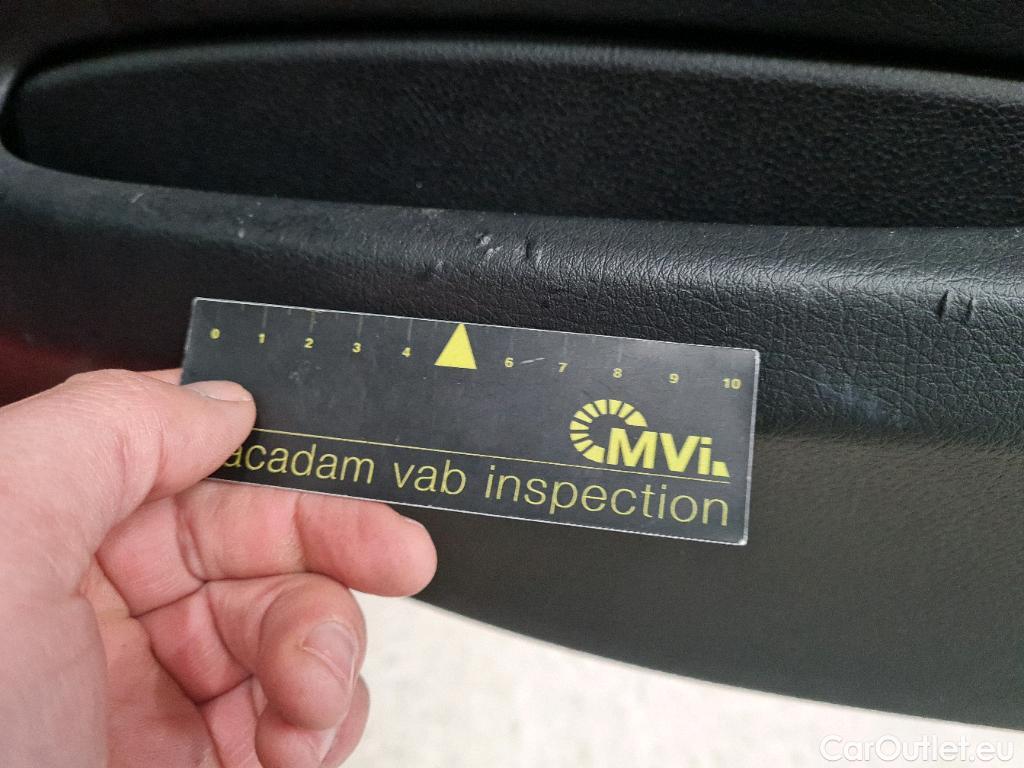 0 1 2 3 4 6 7 8 9 10
MVi
acadam vab inspection
CarOutlet.eu